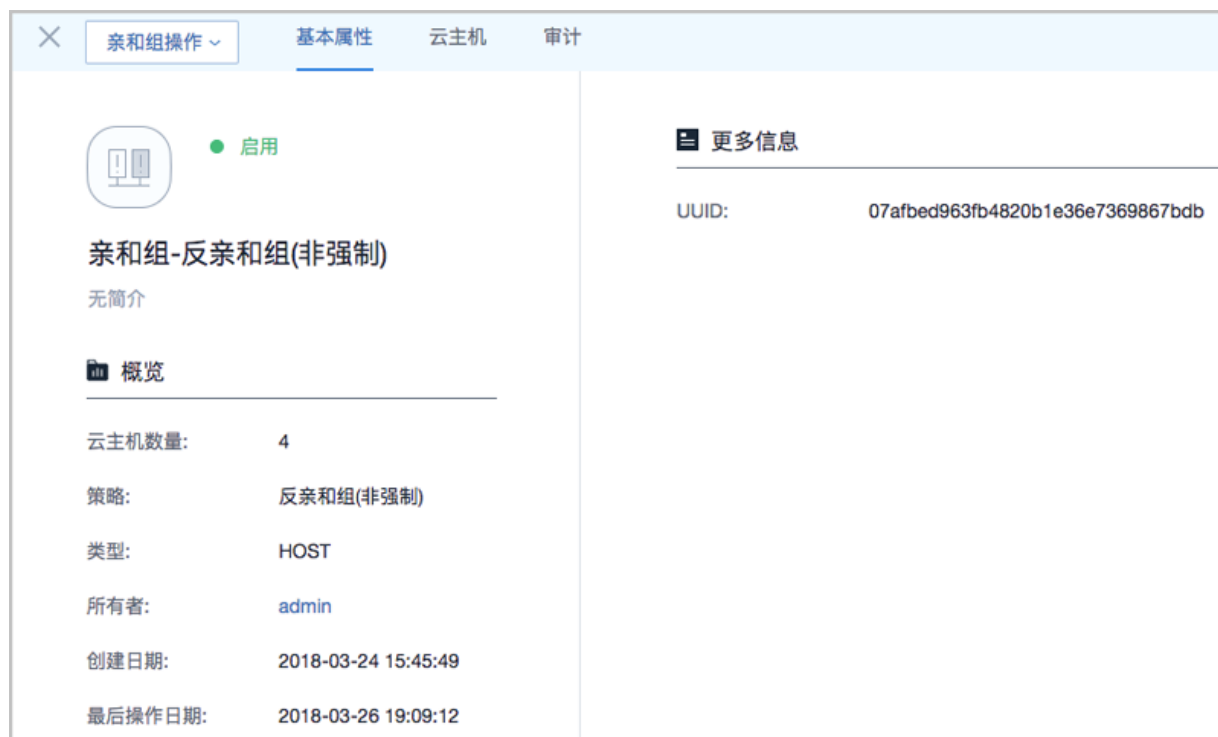 亲和组操作
基本属性
云主机
审计
启用
亲和组-反亲和组(非强制)
无简介
概览
云主机数量: 4
策略: 反亲和组(非强制)
类型: HOST
所有者: admin
创建日期: 2018-03-24 15:45:49
最后操作日期: 2018-03-26 19:09:12
更多信息
UUID: 07afbed963fb4820b1e36e7369867bdb